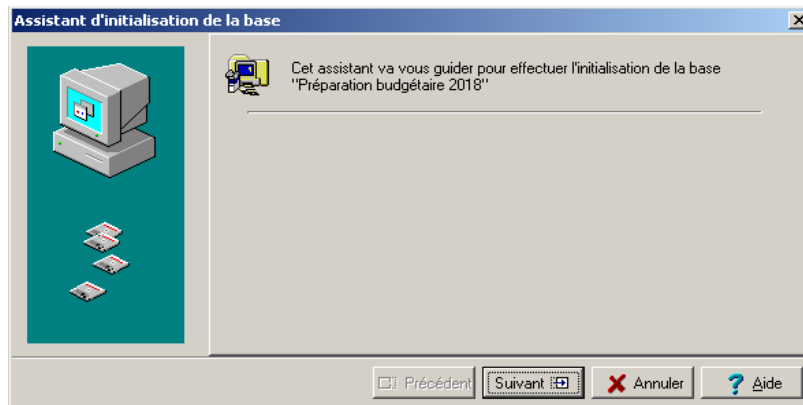 Assistant d'initialisation de la base
Cet assistant va vous guider pour effectuer l'initialisation de la base
"Préparation budgétaire 2018"
Précédent
Suivant
Annuler
Aide